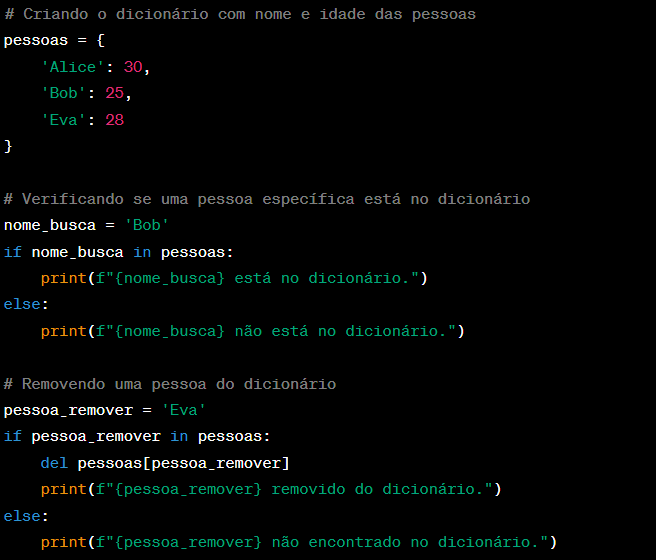 # Criando o dicionário com nome e idade das pessoas
pessoas = {
    'Alice': 30,
    'Bob': 25,
    'Eva': 28
}

# Verificando se uma pessoa específica está no dicionário
nome_busca = 'Bob'
if nome_busca in pessoas:
    print(f"{nome_busca} está no dicionário.")
else:
    print(f"{nome_busca} não está no dicionário.")

# Removendo uma pessoa do dicionário
pessoa_remover = 'Eva'
if pessoa_remover in pessoas:
    del pessoas[pessoa_remover]
    print(f"{pessoa_remover} removido do dicionário.")
else:
    print(f"{pessoa_remover} não encontrado no dicionário.")